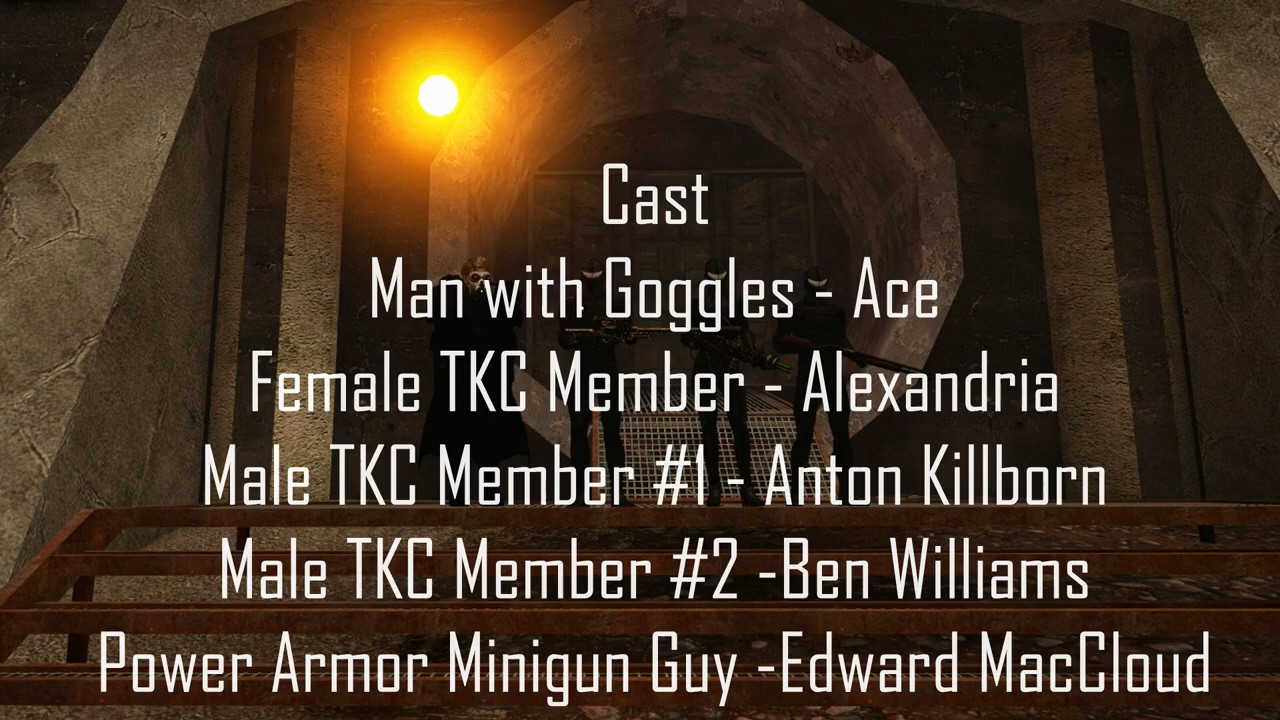 Cast
Man with Goggles - Ace
Female TKC Member - Alexandria
Male TKC Member #1 - Anton Killborn
Male TKC Member #2 -Ben Williams
Power Armor Minigun Guy -Edward MacCloud